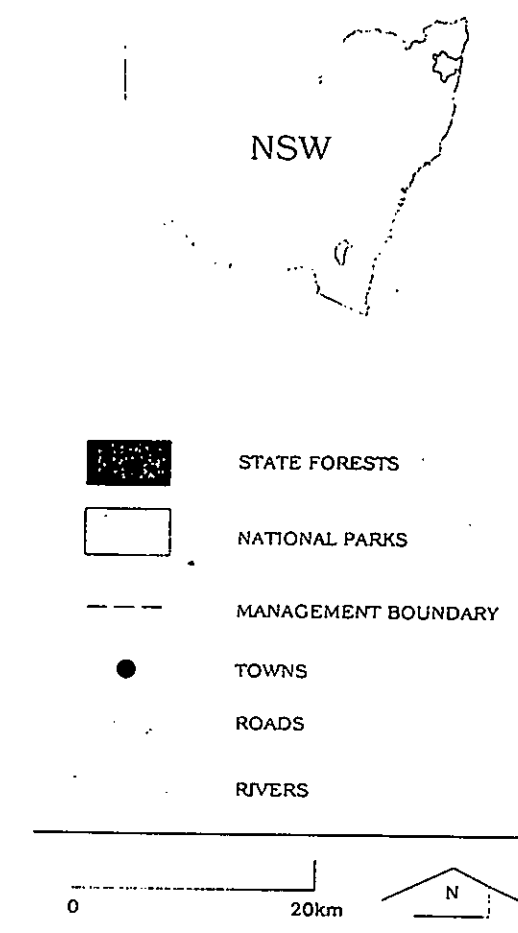 NSW
STATE FORESTS
NATIONAL PARKS
MANAGEMENT BOUNDARY
TOWNS
ROADS
RIVERS
0 20km N